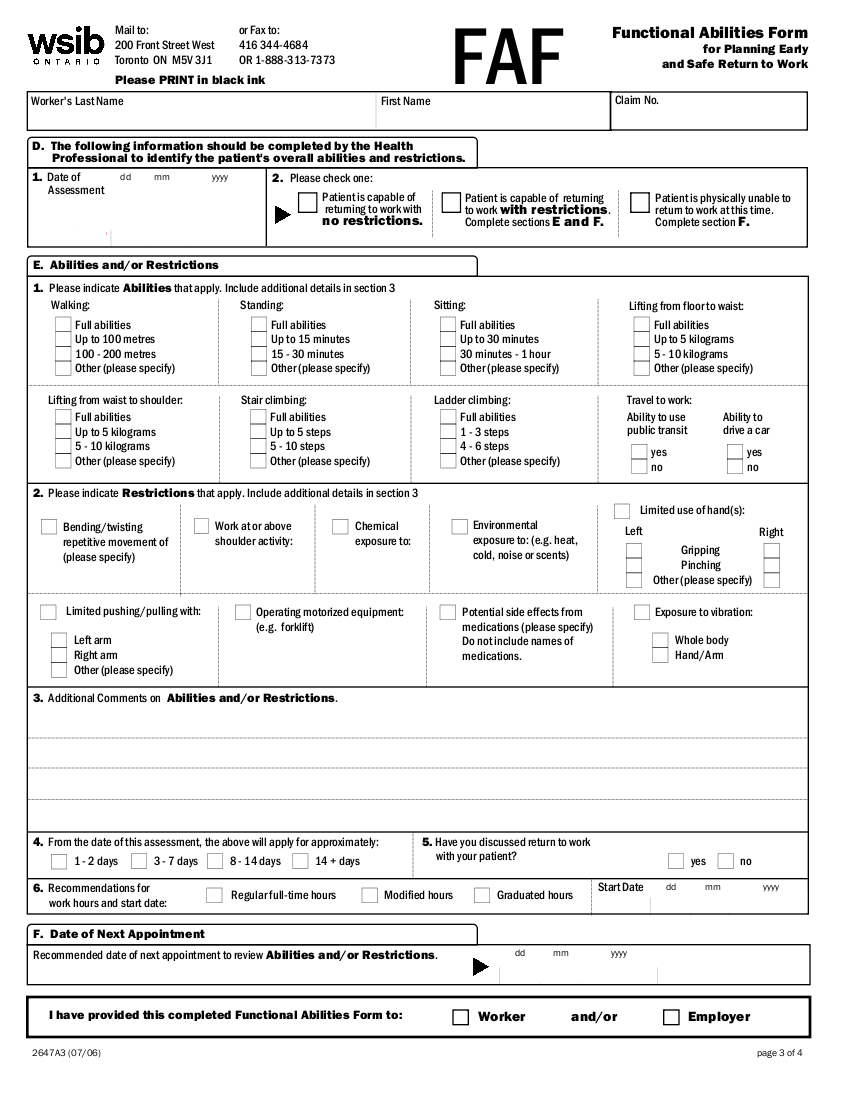 wsib
ONTARIO
Mail to:
200 Front Street West
Toronto ON M5V 3J1
or Fax to:
416 344-4684
OR 1-888-313-7373
Please PRINT in black ink
FAF
Functional Abilities Form
for Planning Early
and Safe Return to Work
Worker's Last Name
First Name
Claim No.
D. The following information should be completed by the Health
Professional to identify the patient's overall abilities and restrictions.
1. Date of
Assessment
dd mm yyyy
2. Please check one:
Patient is capable of
returning to work with
no restrictions.
Patient is capable of returning
to work with restrictions.
Complete sections E and F.
Patient is physically unable to
return to work at this time.
Complete section F.
E. Abilities and/or Restrictions
1. Please indicate Abilities that apply. Include additional details in section 3
Walking:
Full abilities
Up to 100 metres
100 - 200 metres
Other (please specify)
Standing:
Full abilities
Up to 15 minutes
15 - 30 minutes
Other (please specify)
Sitting:
Full abilities
Up to 30 minutes
30 minutes - 1 hour
Other (please specify)
Lifting from floor to waist:
Full abilities
Up to 5 kilograms
5 - 10 kilograms
Other (please specify)
Lifting from waist to shoulder:
Full abilities
Up to 5 kilograms
5 - 10 kilograms
Other (please specify)
Stair climbing:
Full abilities
Up to 5 steps
5 - 10 steps
Other (please specify)
Ladder climbing:
Full abilities
1 - 3 steps
4 - 6 steps
Other (please specify)
Travel to work:
Ability to use
public transit
yes
no
Ability to
drive a car
yes
no
2. Please indicate Restrictions that apply. Include additional details in section 3
Bending/twisting
repetitive movement of
(please specify)
Work at or above
shoulder activity:
Chemical
exposure to:
Environmental
exposure to: (e.g. heat,
cold, noise or scents)
Limited use of hand(s):
Left Right
Gripping
Pinching
Other (please specify)
Limited pushing/pulling with:
Left arm
Right arm
Other (please specify)
Operating motorized equipment:
(e.g. forklift)
Potential side effects from
medications (please specify)
Do not include names of
medications.
Exposure to vibration:
Whole body
Hand/Arm
3. Additional Comments on Abilities and/or Restrictions.
4. From the date of this assessment, the above will apply for approximately:
1 - 2 days 3 - 7 days 8 - 14 days 14 + days
5. Have you discussed return to work
with your patient?
yes no
6. Recommendations for
work hours and start date:
Regular full-time hours Modified hours Graduated hours
Start Date dd mm yyyy
F. Date of Next Appointment
Recommended date of next appointment to review Abilities and/or Restrictions.
dd mm yyyy
I have provided this completed Functional Abilities Form to: Worker and/or Employer
2647A3 (07/06)
page 3 of 4